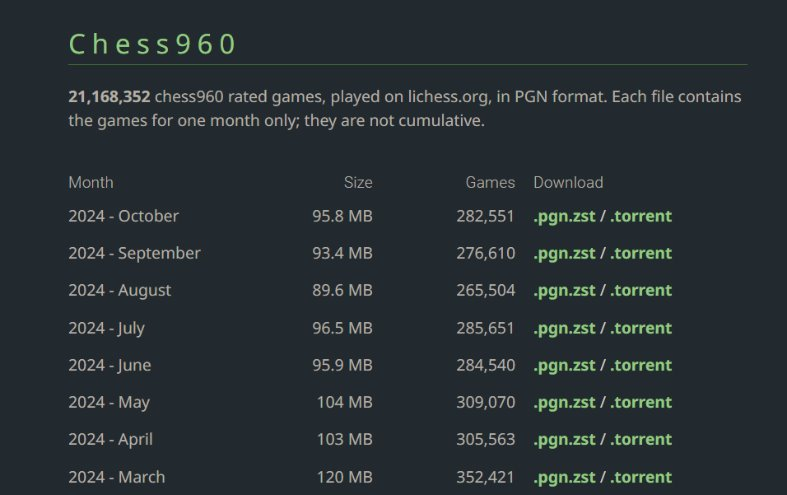 Chess960
21,168,352 chess960 rated games, played on lichess.org, in PGN format. Each file contains
the games for one month only; they are not cumulative.
Month Size Games Download
2024 - October 95.8 MB 282,551 .pgn.zst / .torrent
2024 - September 93.4 MB 276,610 .pgn.zst / .torrent
2024 - August 89.6 MB 265,504 .pgn.zst / .torrent
2024 - July 96.5 MB 285,651 .pgn.zst / .torrent
2024 - June 95.9 MB 284,540 .pgn.zst / .torrent
2024 - May 104 MB 309,070 .pgn.zst / .torrent
2024 - April 103 MB 305,563 .pgn.zst / .torrent
2024 - March 120 MB 352,421 .pgn.zst / .torrent